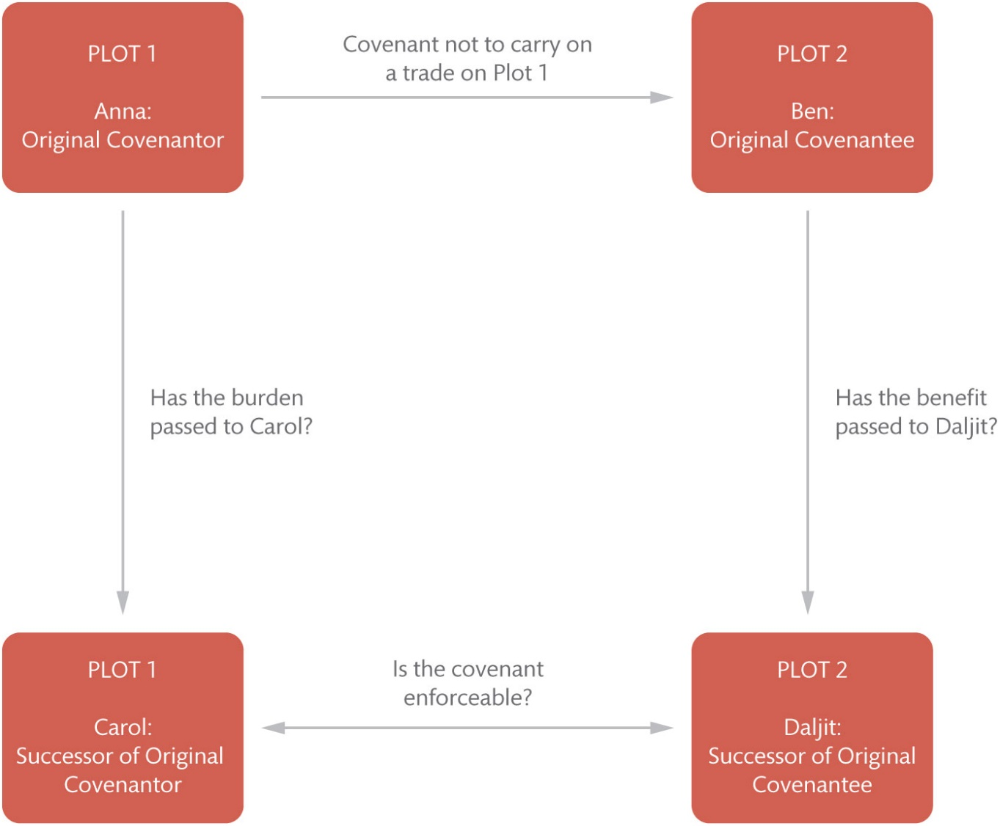 PLOT 1
Anna:
Original Covenantor
Covenant not to carry on
a trade on Plot 1
PLOT 2
Ben:
Original Covenantee
Has the burden
passed to Carol?
Has the benefit
passed to Daljit?
PLOT 1
Carol:
Successor of Original
Covenantor
Is the covenant
enforceable?
PLOT 2
Daljit:
Successor of Original
Covenantee